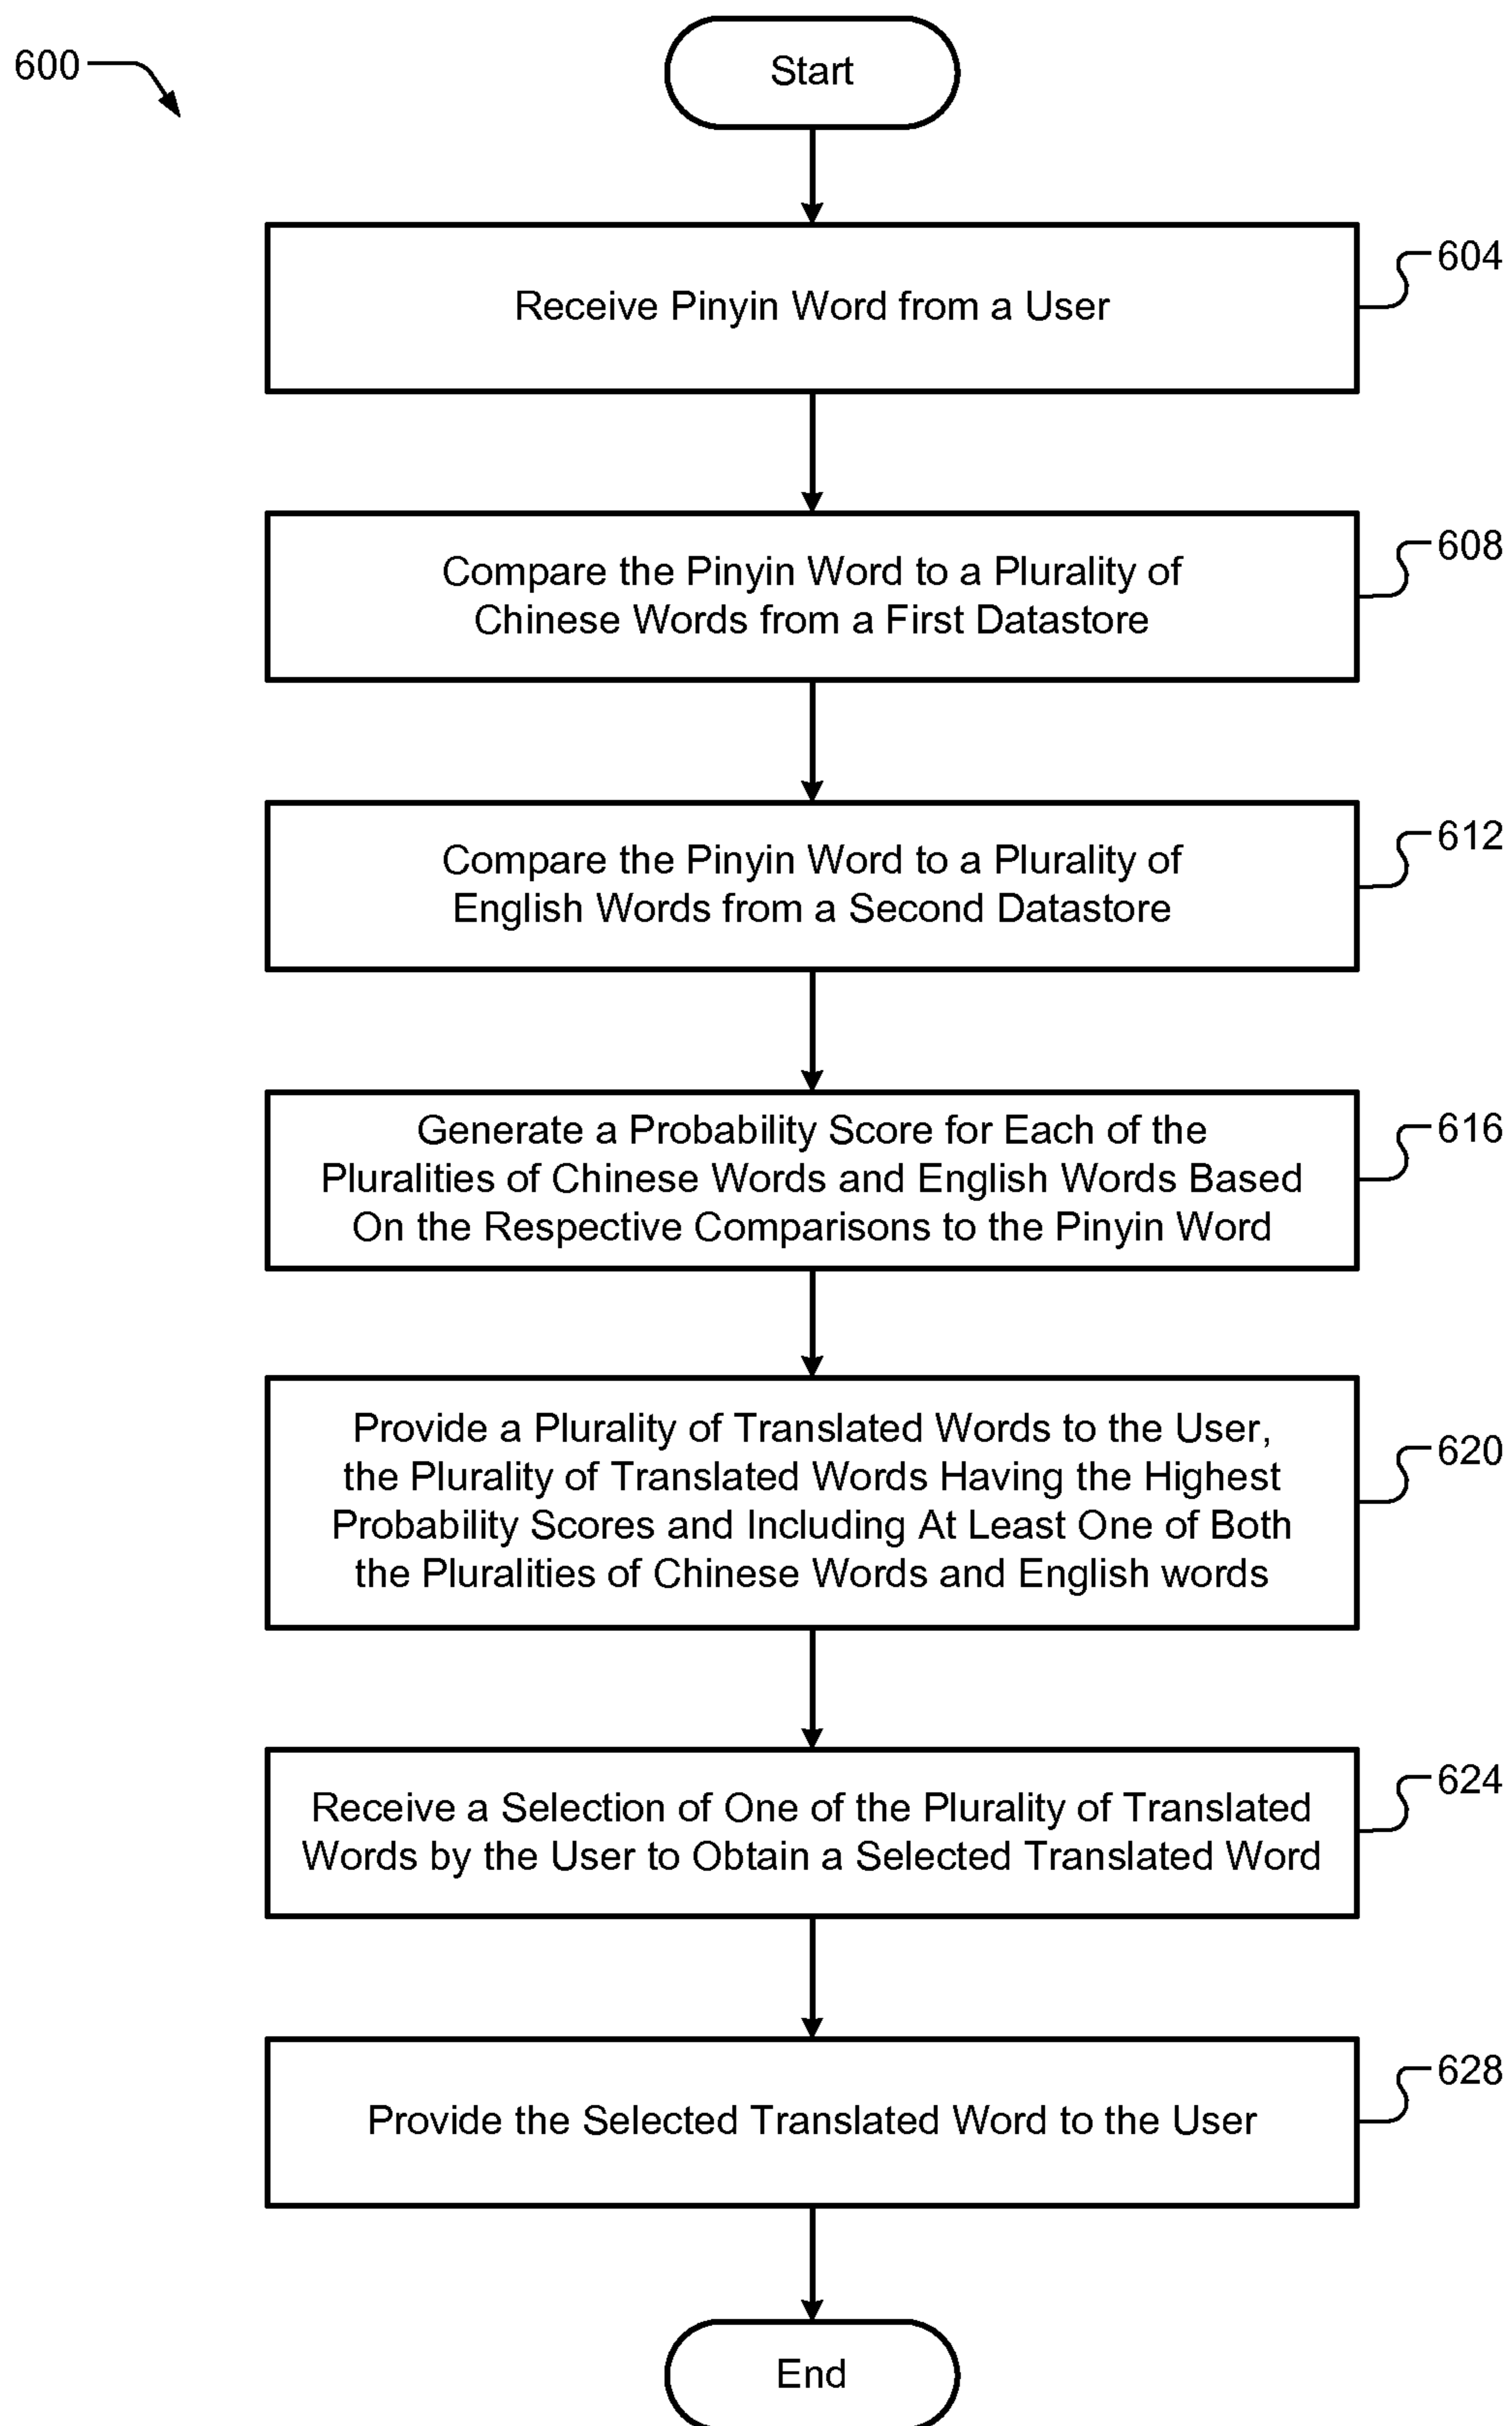 600
Start
604
Receive Pinyin Word from a User
608
Compare the Pinyin Word to a Plurality of
Chinese Words from a First Datastore
612
Compare the Pinyin Word to a Plurality of
English Words from a Second Datastore
616
Generate a Probability Score for Each of the
Pluralities of Chinese Words and English Words Based
On the Respective Comparisons to the Pinyin Word
620
Provide a Plurality of Translated Words to the User,
the Plurality of Translated Words Having the Highest
Probability Scores and Including At Least One of Both
the Pluralities of Chinese Words and English words
624
Receive a Selection of One of the Plurality of Translated
Words by the User to Obtain a Selected Translated Word
628
Provide the Selected Translated Word to the User
End